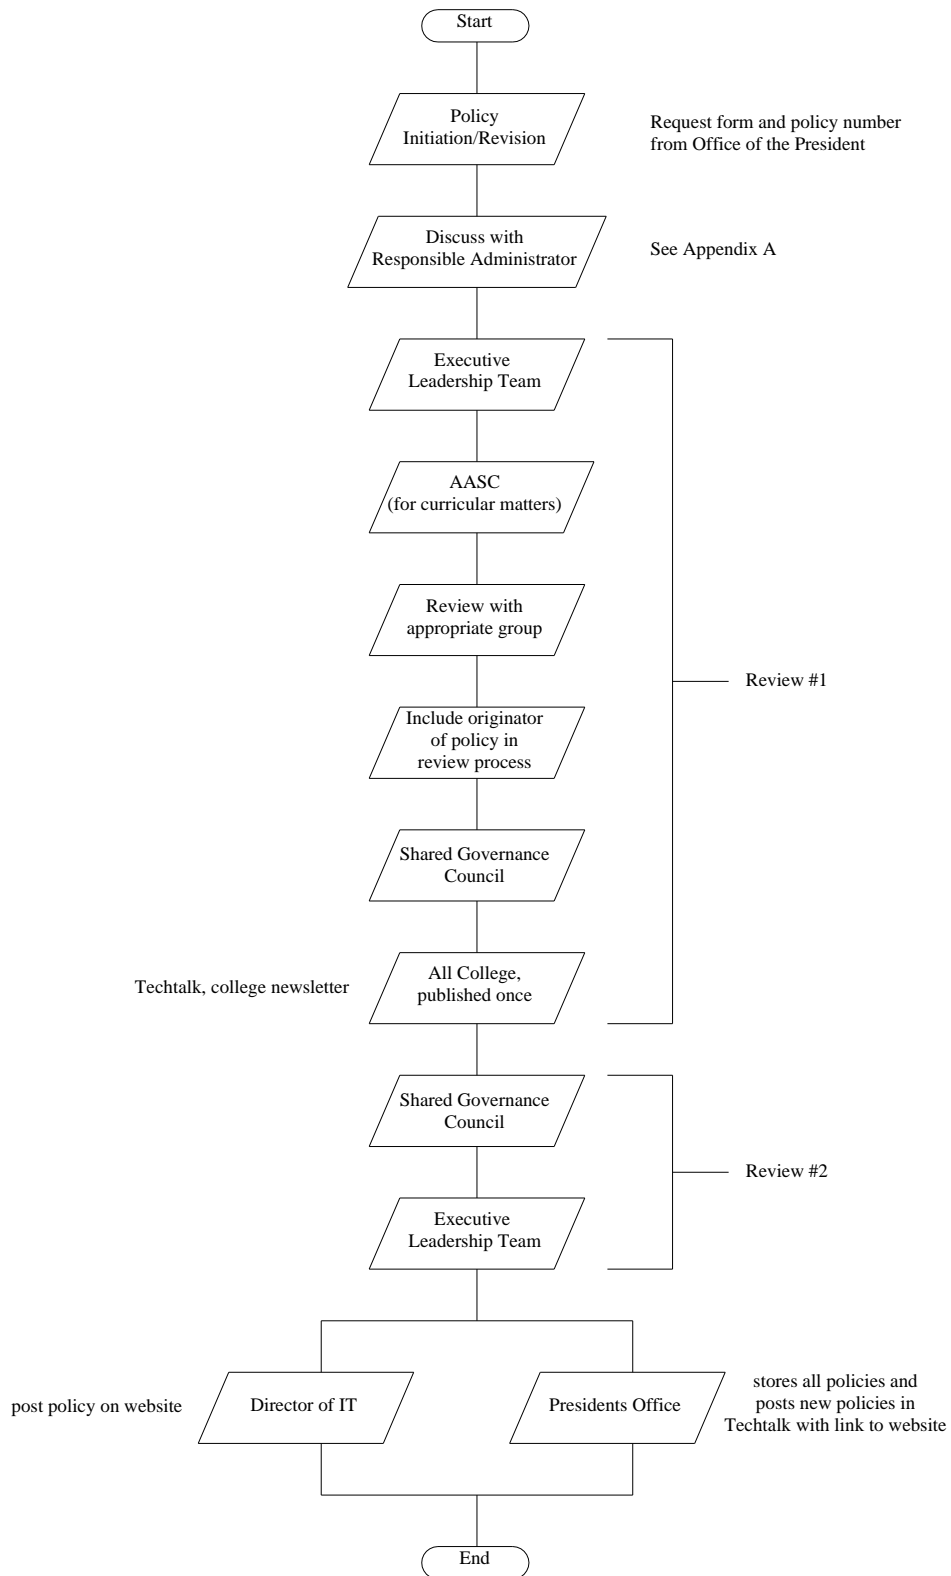 Start
Policy
Initiation/Revision
Request form and policy number
from Office of the President
Discuss with
Responsible Administrator
See Appendix A
Executive
Leadership Team
AASC
(for curricular matters)
Review with
appropriate group
Review #1
Include originator
of policy in
review process
Shared Governance
Council
Techtalk, college newsletter
All College,
published once
Shared Governance
Council
Review #2
Executive
Leadership Team
post policy on website
Director of IT
Presidents Office
stores all policies and
posts new policies in
Techtalk with link to website
End